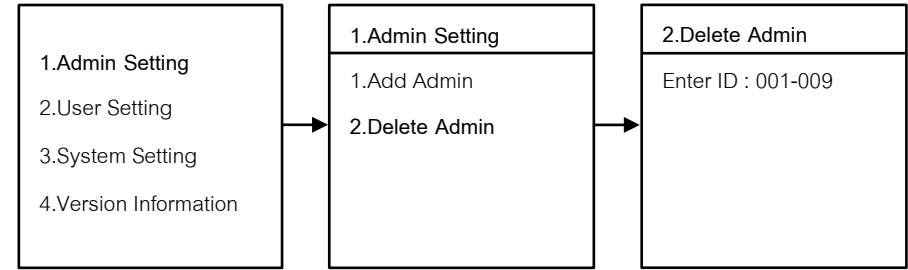 1.Admin Setting
2.User Setting
3.System Setting
4.Version Information
1.Admin Setting
1.Add Admin
2.Delete Admin
2.Delete Admin
Enter ID : 001-009